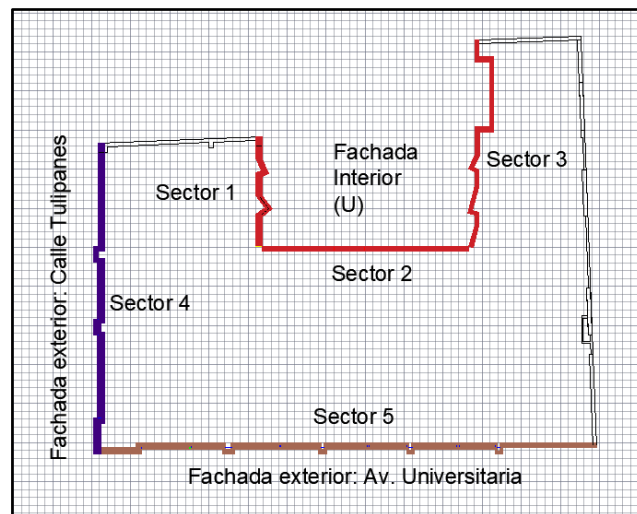 Fachada
Interior
(U)
Sector 3
Sector 1
Sector 2
Fachada exterior: Calle Tulipanes
Sector 4
Sector 5
Fachada exterior: Av. Universitaria